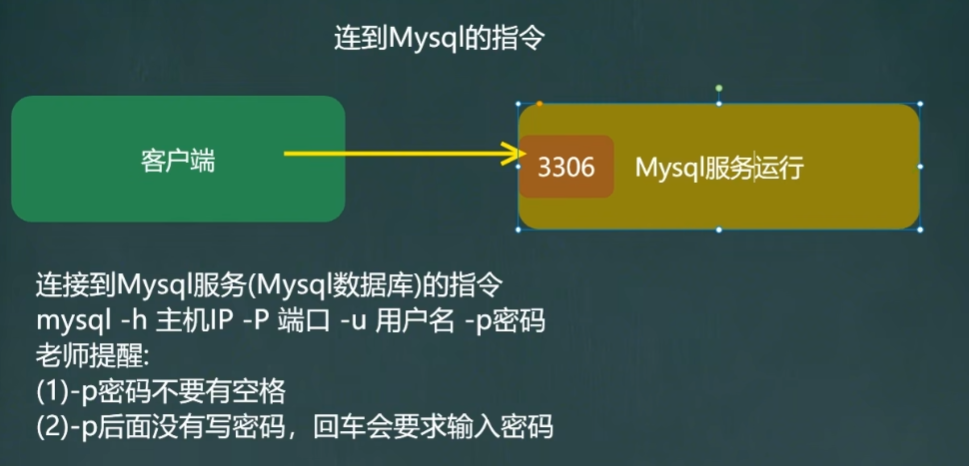 连到Mysql的指令
客户端
3306
Mysql服务运行
连接到Mysql服务(Mysql数据库)的指令
mysql -h 主机IP -P 端口 -u 用户名 -p密码
老师提醒:
(1)-p密码不要有空格
(2)-p后面没有写密码，回车会要求输入密码